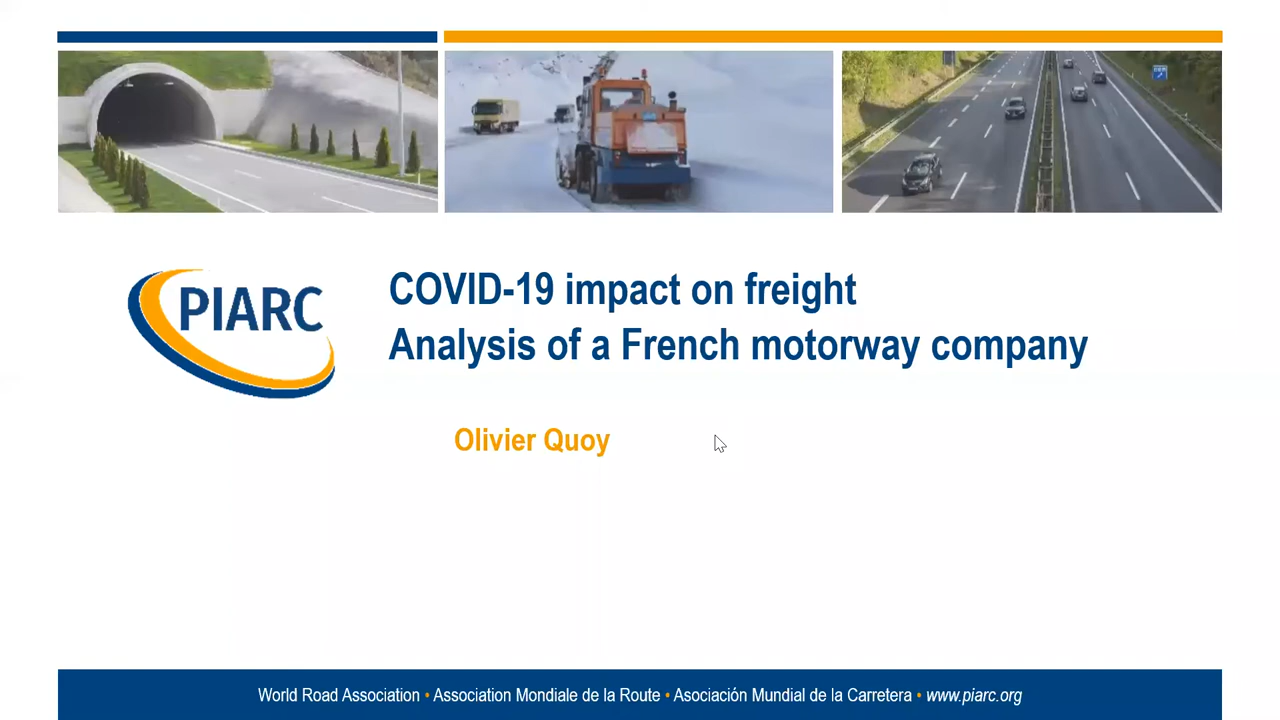 PIARC
COVID-19 impact on freight
Analysis of a French motorway company
Olivier Quoy
World Road Association • Association Mondiale de la Route • Asociación Mundial de la Carretera • www.piarc.org